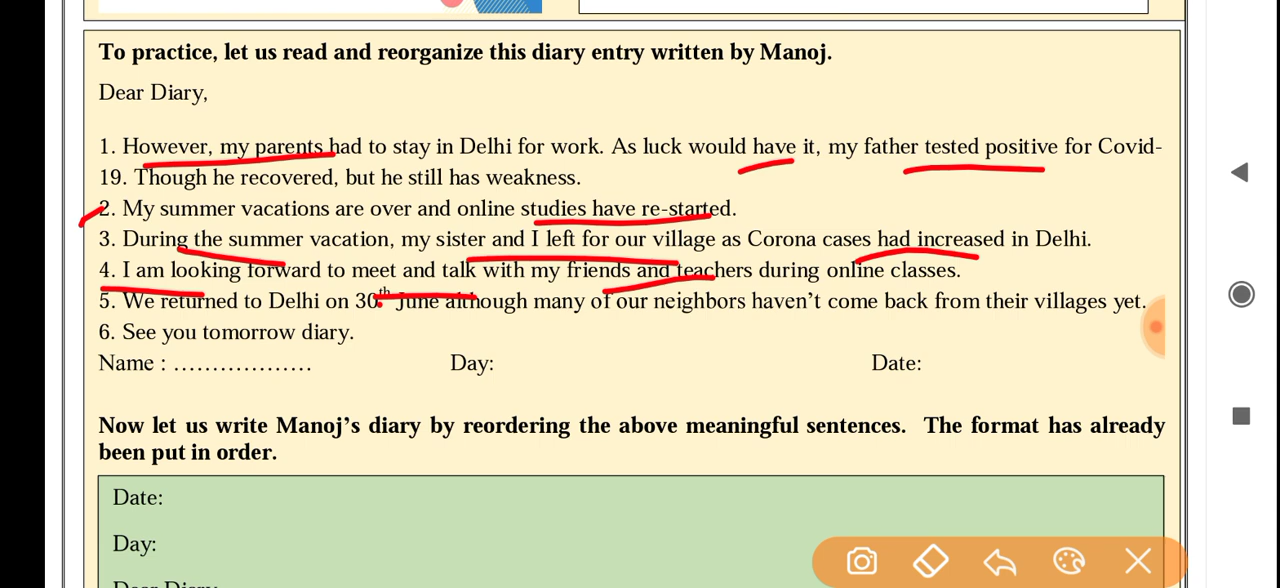 To practice, let us read and reorganize this diary entry written by Manoj.
Dear Diary,
1. However, my parents had to stay in Delhi for work. As luck would have it, my father tested positive for Covid-
19. Though he recovered, but he still has weakness.
2. My summer vacations are over and online studies have re-started.
3. During the summer vacation, my sister and I left for our village as Corona cases had increased in Delhi.
4. I am looking forward to meet and talk with my friends and teachers during online classes.
5. We returned to Delhi on 30th June although many of our neighbors haven’t come back from their villages yet.
6. See you tomorrow diary.
Name : .................. Day: Date:
Now let us write Manoj’s diary by reordering the above meaningful sentences. The format has already
been put in order.
Date:
Day:
Dear Diary